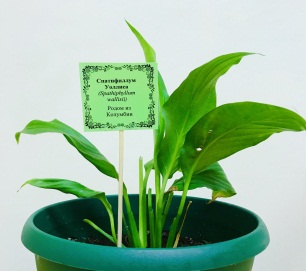 Спатифиллум
Уоллиса
(Spathiphyllum
wallisii)
Родом из
Колумбии